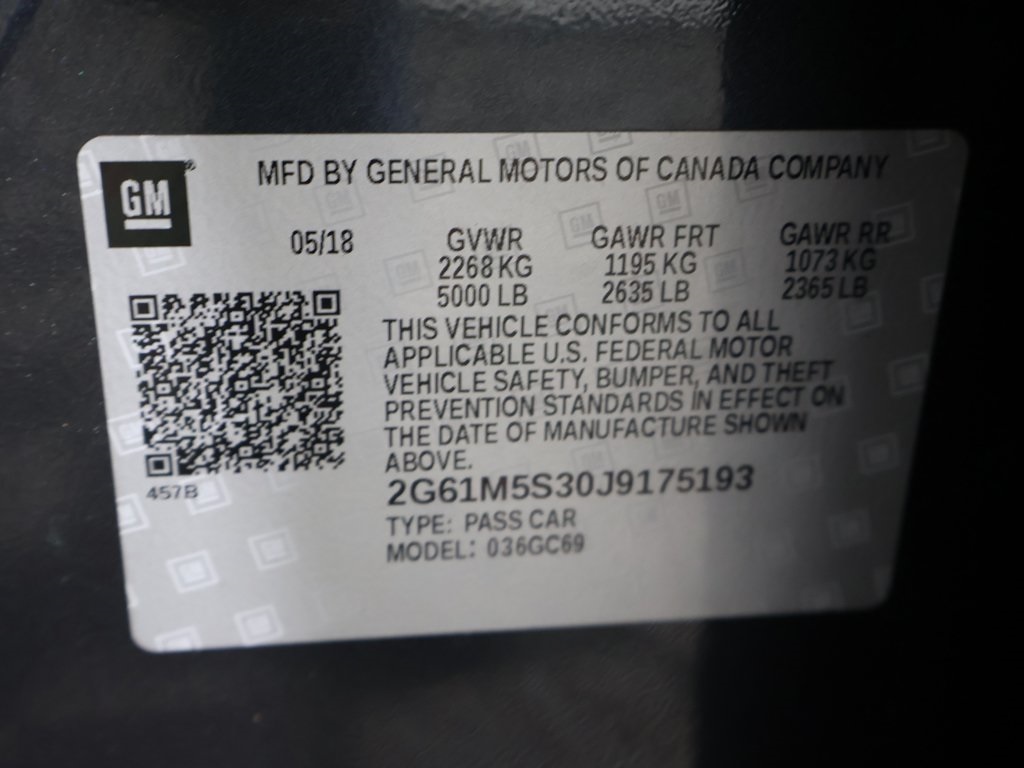 GM
MFD BY GENERAL MOTORS OF CANADA COMPANY
05/18 GVWR GAWR FRT GAWR RR
2268 KG 1195 KG 1073 KG
5000 LB 2635 LB 2365 LB
THIS VEHICLE CONFORMS TO ALL
APPLICABLE U.S. FEDERAL MOTOR
VEHICLE SAFETY, BUMPER, AND THEFT
PREVENTION STANDARDS IN EFFECT ON
THE DATE OF MANUFACTURE SHOWN
ABOVE.
457B
2G61M5S30J9175193
TYPE: PASS CAR
MODEL: 036GC69